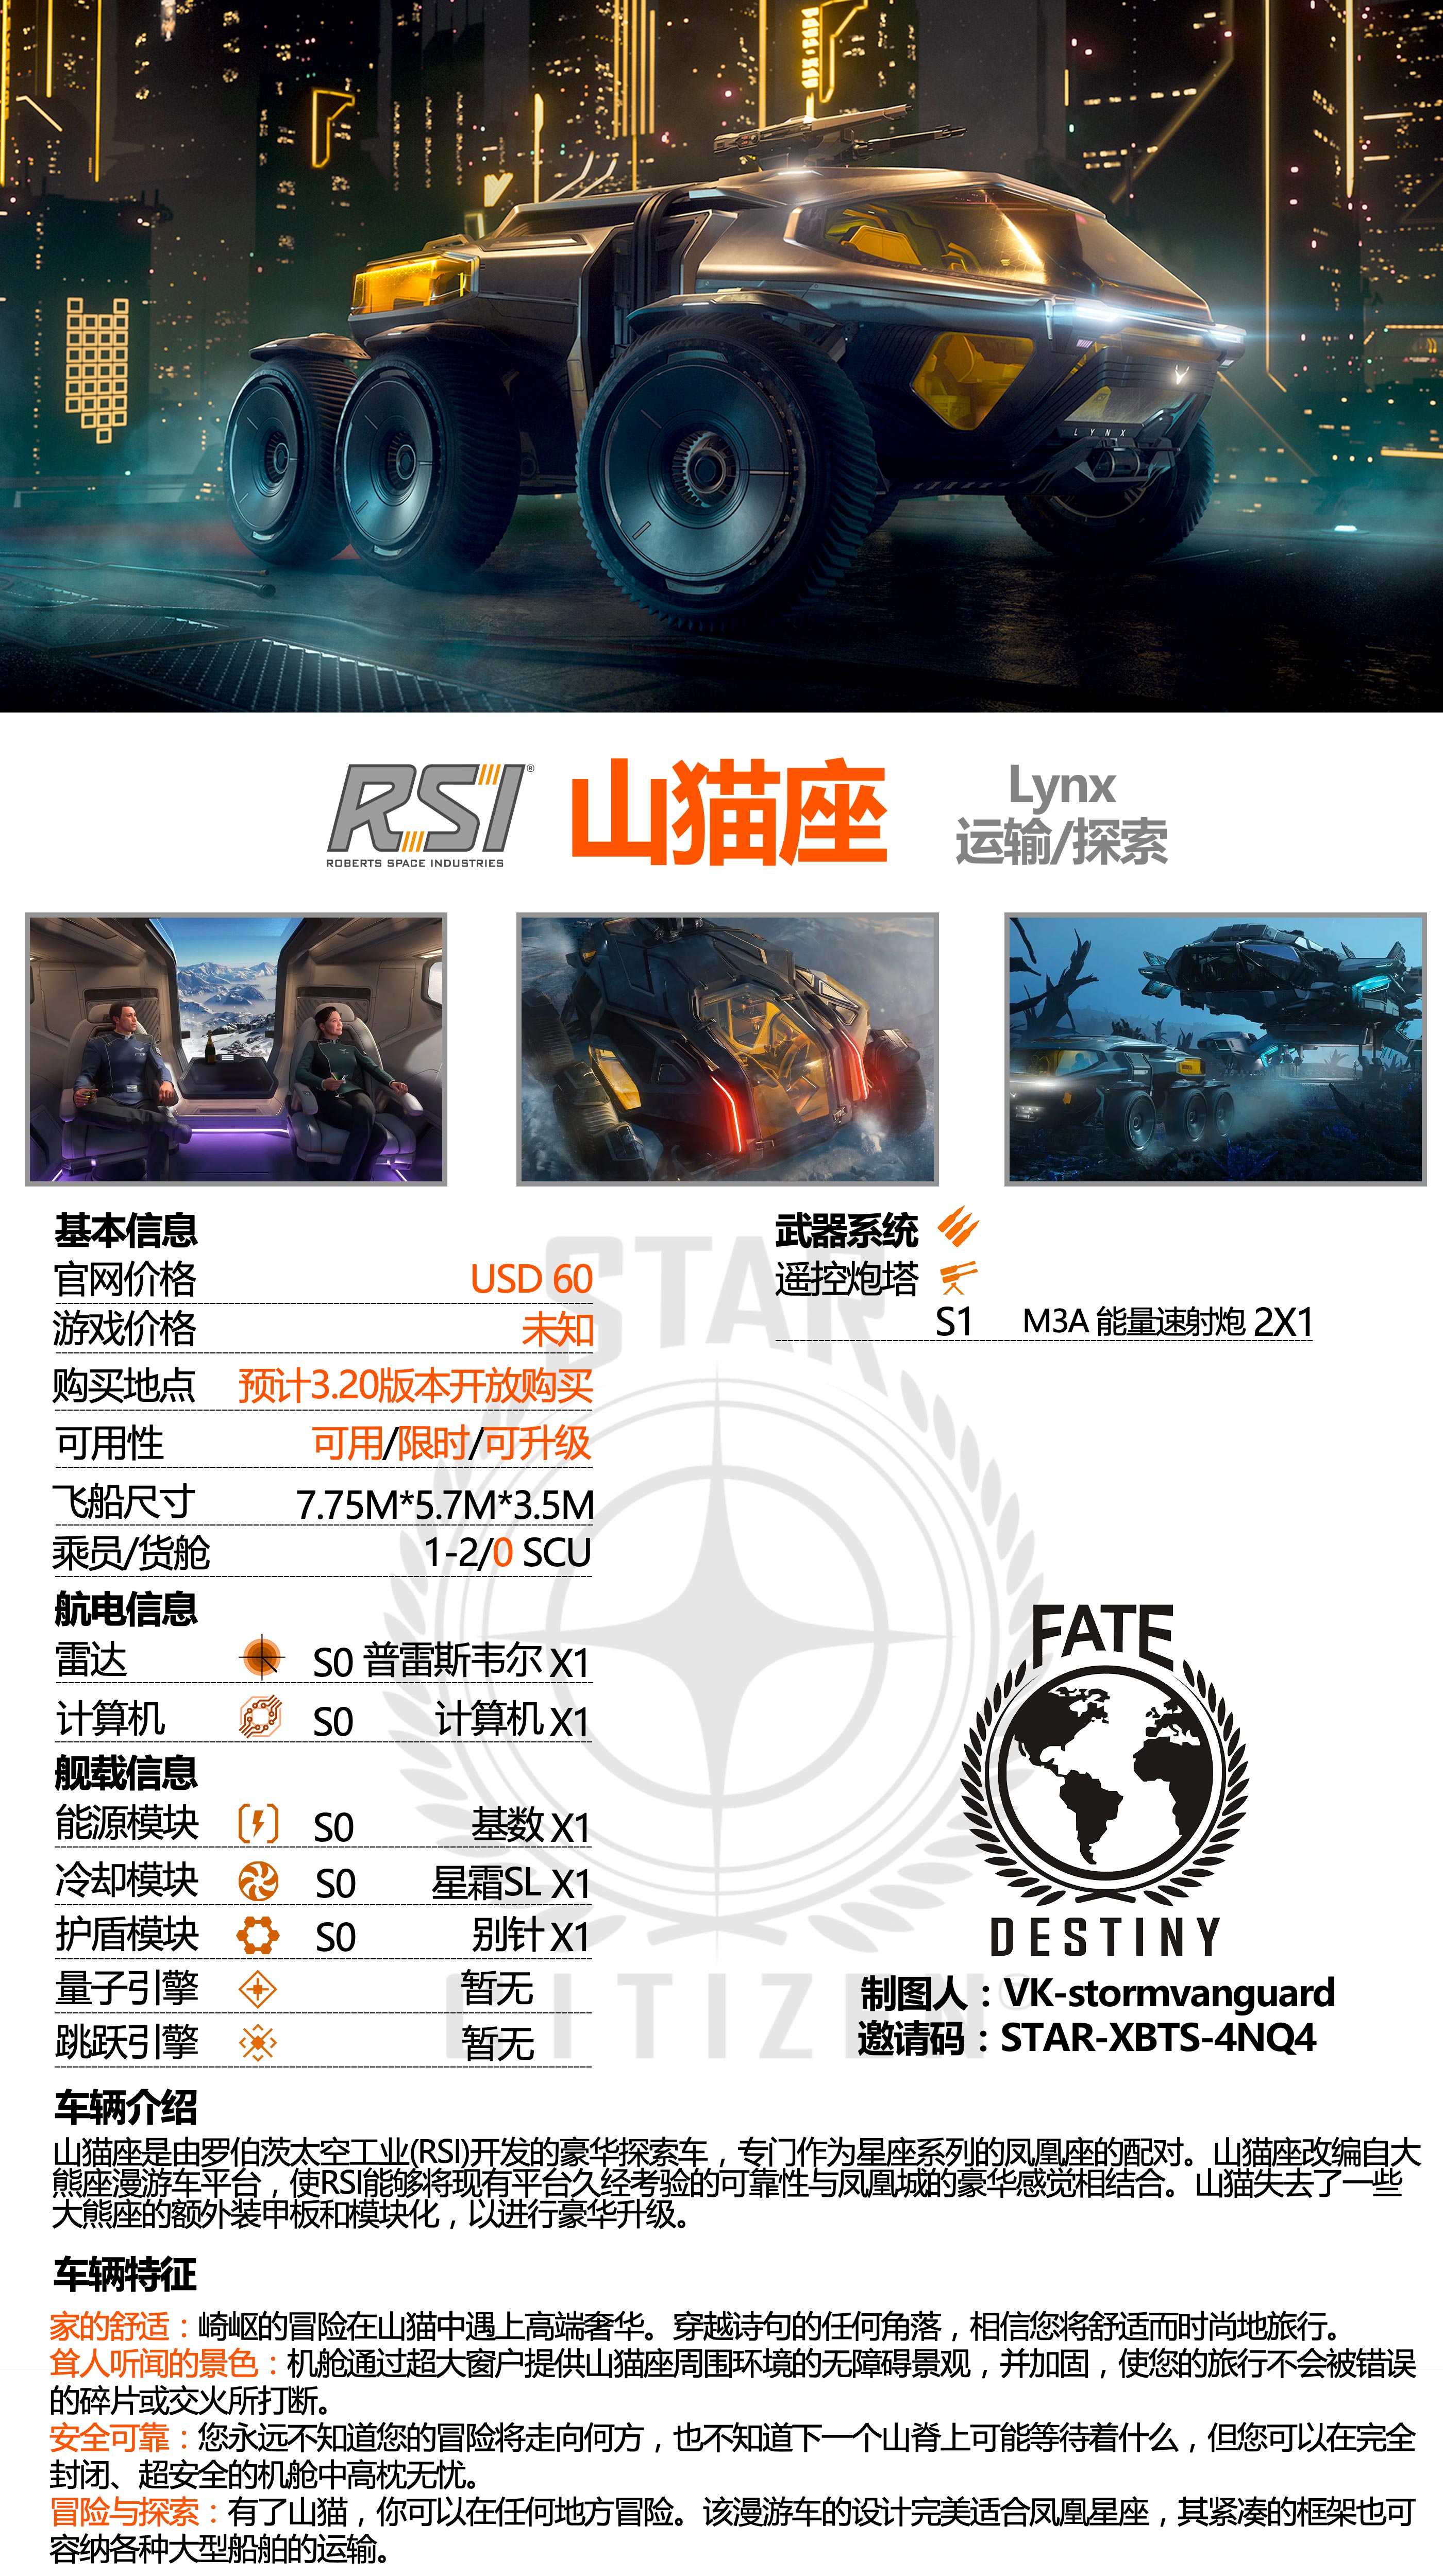 LYNX
RSI®
ROBERTS SPACE INDUSTRIES
山猫座
Lynx
运输/探索
基本信息
官网价格 USD 60
游戏价格 未知
购买地点 预计3.20版本开放购买
可用性 可用/限时/可升级
飞船尺寸 7.75M*5.7M*3.5M
乘员/货舱 1-2/0 SCU
武器系统
遥控炮塔
S1 M3A 能量速射炮 2X1
航电信息
雷达 S0 普雷斯韦尔 X1
计算机 S0 计算机 X1
舰载信息
能源模块 S0 基数 X1
冷却模块 S0 星霜SL X1
护盾模块 S0 别针 X1
量子引擎 暂无
跳跃引擎 暂无
STAR
CITIZEN®
FATE
DESTINY
制图人：VK-stormvanguard
邀请码：STAR-XBTS-4NQ4
车辆介绍
山猫座是由罗伯茨太空工业(RSI)开发的豪华探索车，专门作为星座系列的凤凰座的配对。山猫座改编自大
熊座漫游车平台，使RSI能够将现有平台久经考验的可靠性与凤凰城的豪华感觉相结合。山猫失去了一些
大熊座的额外装甲板和模块化，以进行豪华升级。
车辆特征
家的舒适：崎岖的冒险在山猫中遇上高端奢华。穿越诗句的任何角落，相信您将舒适而时尚地旅行。
耸人听闻的景色：机舱通过超大窗户提供山猫座周围环境的无障碍景观，并加固，使您的旅行不会被错误
的碎片或交火所打断。
安全可靠：您永远不知道您的冒险将走向何方，也不知道下一个山脊上可能等待着什么，但您可以在完全
封闭、超安全的机舱中高枕无忧。
冒险与探索：有了山猫，你可以在任何地方冒险。该漫游车的设计完美适合凤凰星座，其紧凑的框架也可
容纳各种大型船舶的运输。